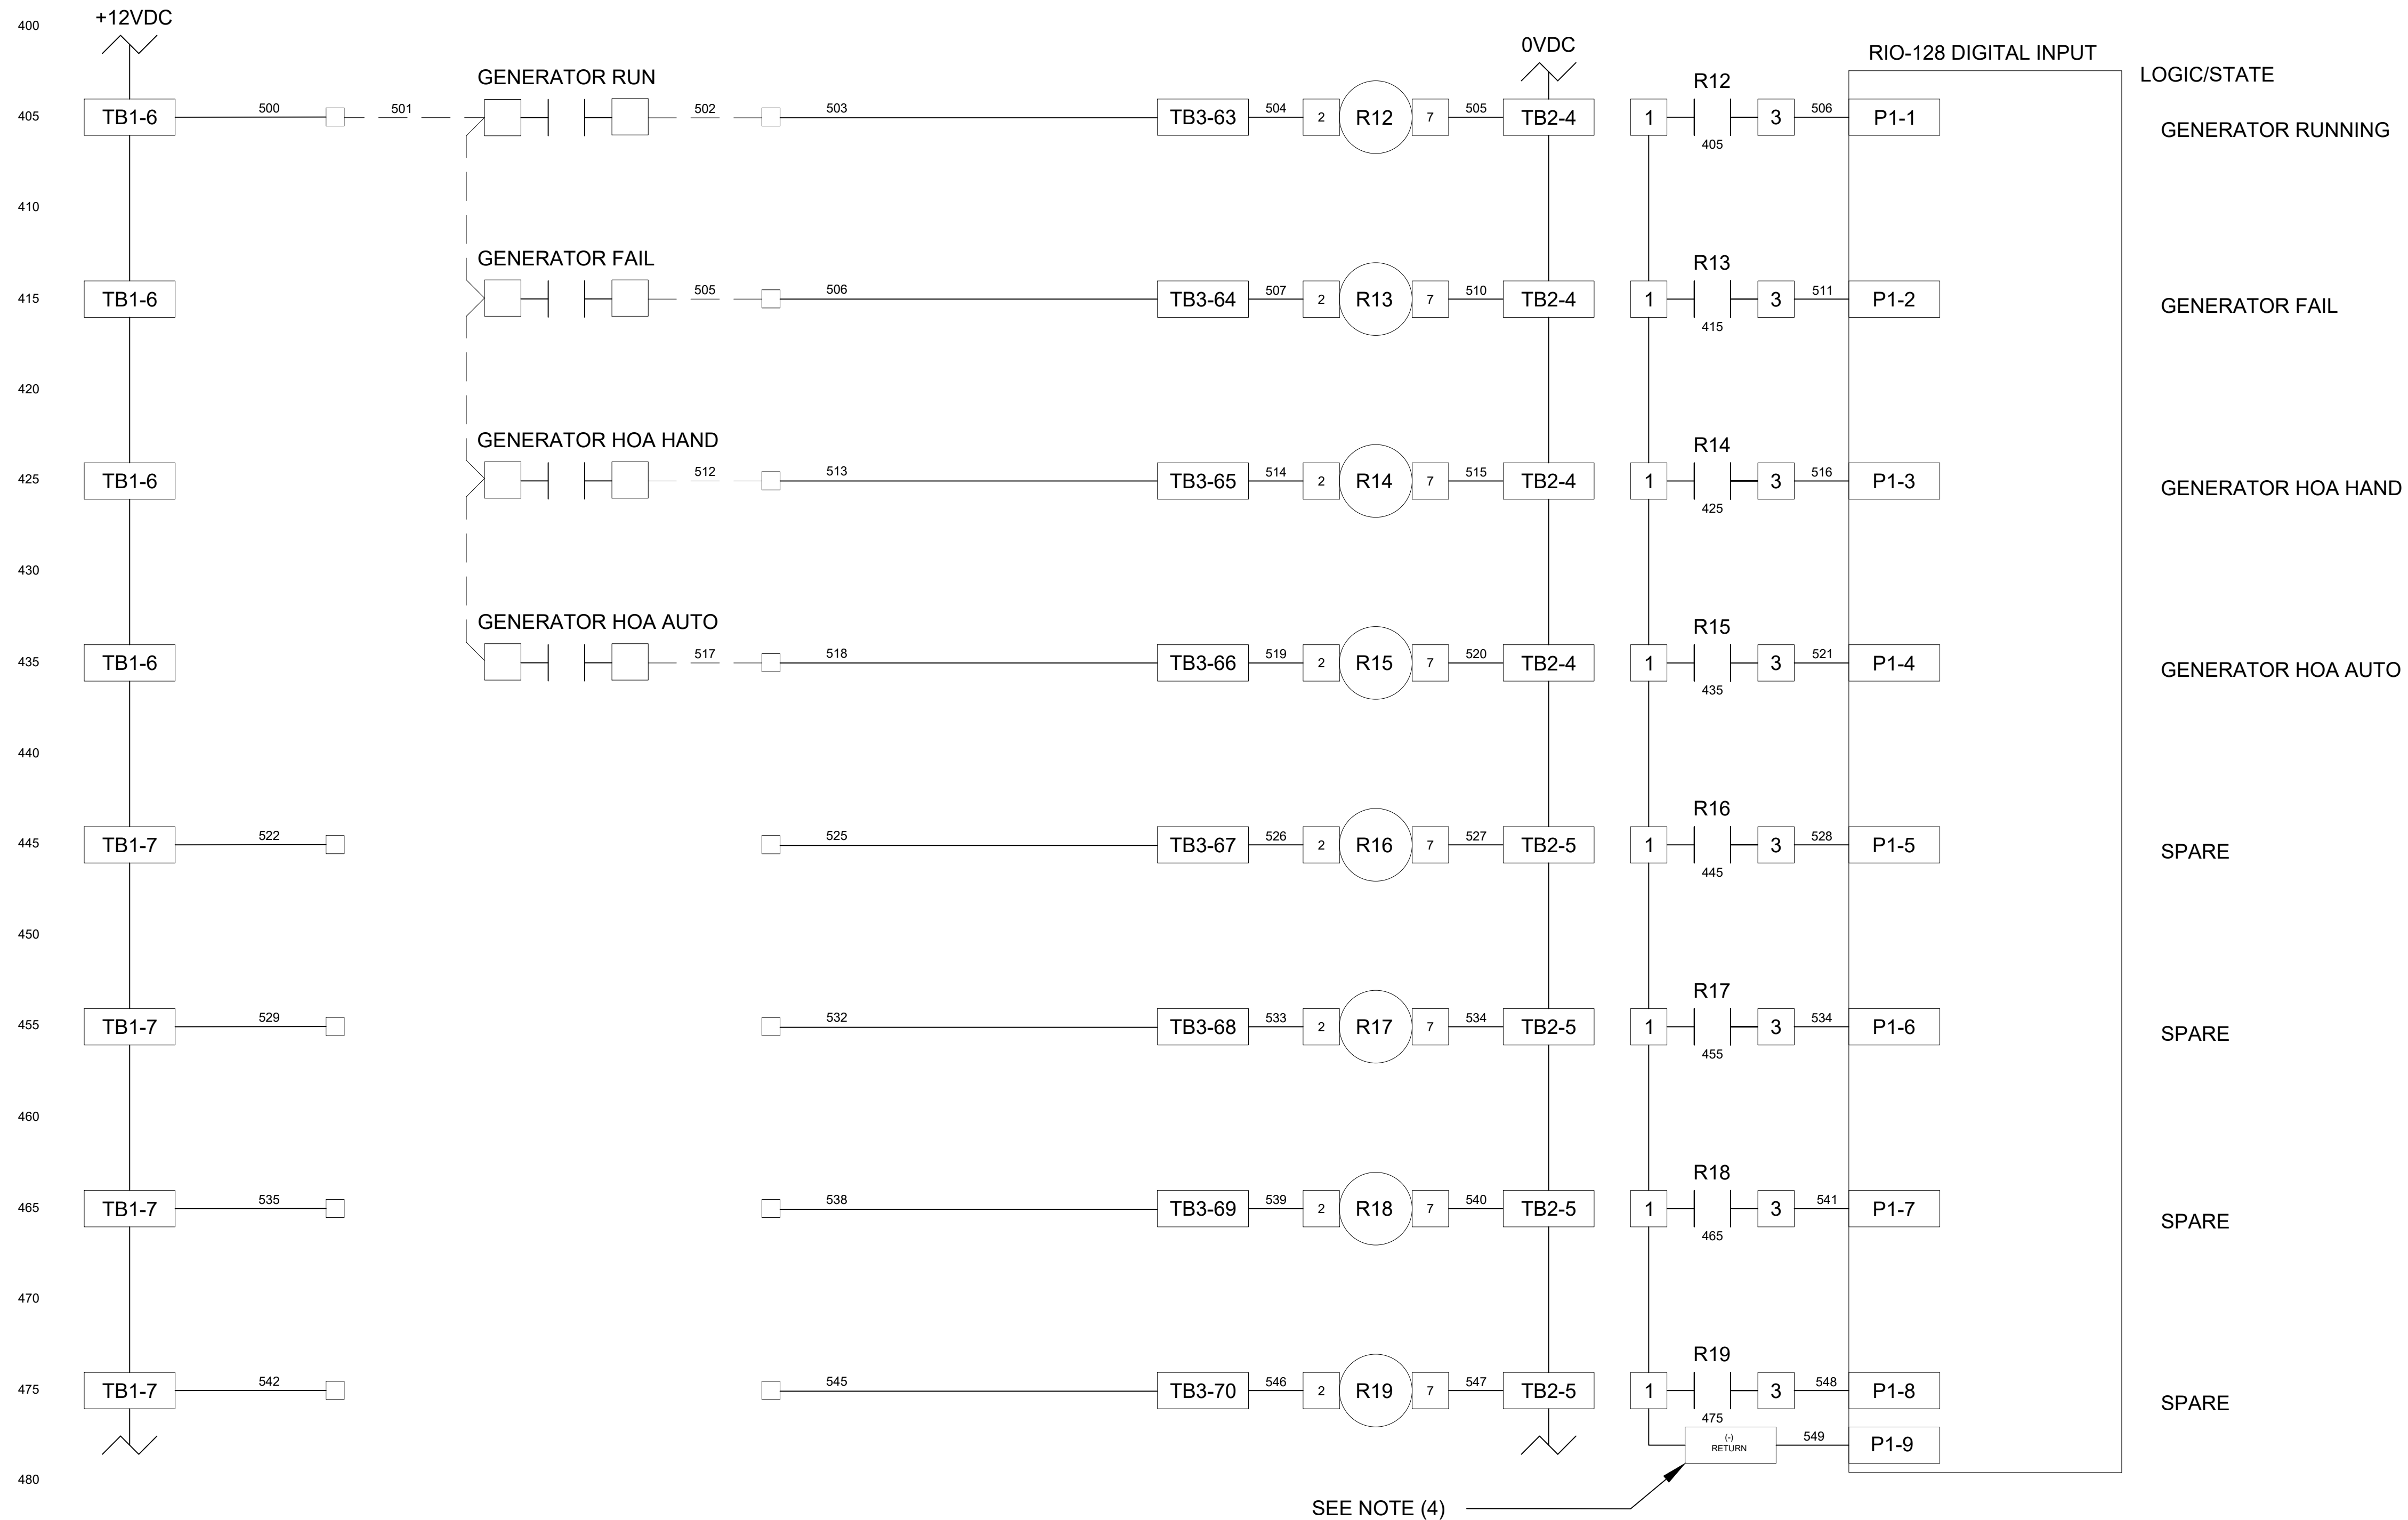 400 +12VDC 0VDC RIO-128 DIGITAL INPUT LOGIC/STATE
GENERATOR RUN R12
405 TB1-6 500 501 502 503 TB3-63 504 2 R12 7 505 TB2-4 1 405 3 506 P1-1 GENERATOR RUNNING
410
GENERATOR FAIL R13
415 TB1-6 505 506 TB3-64 507 2 R13 7 510 TB2-4 1 415 3 511 P1-2 GENERATOR FAIL
420
GENERATOR HOA HAND R14
425 TB1-6 512 513 TB3-65 514 2 R14 7 515 TB2-4 1 425 3 516 P1-3 GENERATOR HOA HAND
430
GENERATOR HOA AUTO R15
435 TB1-6 517 518 TB3-66 519 2 R15 7 520 TB2-4 1 435 3 521 P1-4 GENERATOR HOA AUTO
440
R16
445 TB1-7 522 525 TB3-67 526 2 R16 7 527 TB2-5 1 445 3 528 P1-5 SPARE
450
R17
455 TB1-7 529 532 TB3-68 533 2 R17 7 534 TB2-5 1 455 3 534 P1-6 SPARE
460
R18
465 TB1-7 535 538 TB3-69 539 2 R18 7 540 TB2-5 1 465 3 541 P1-7 SPARE
470
R19
475 TB1-7 542 545 TB3-70 546 2 R19 7 547 TB2-5 1 475 3 548 P1-8 SPARE
(-)
RETURN 549 P1-9
480
SEE NOTE (4)